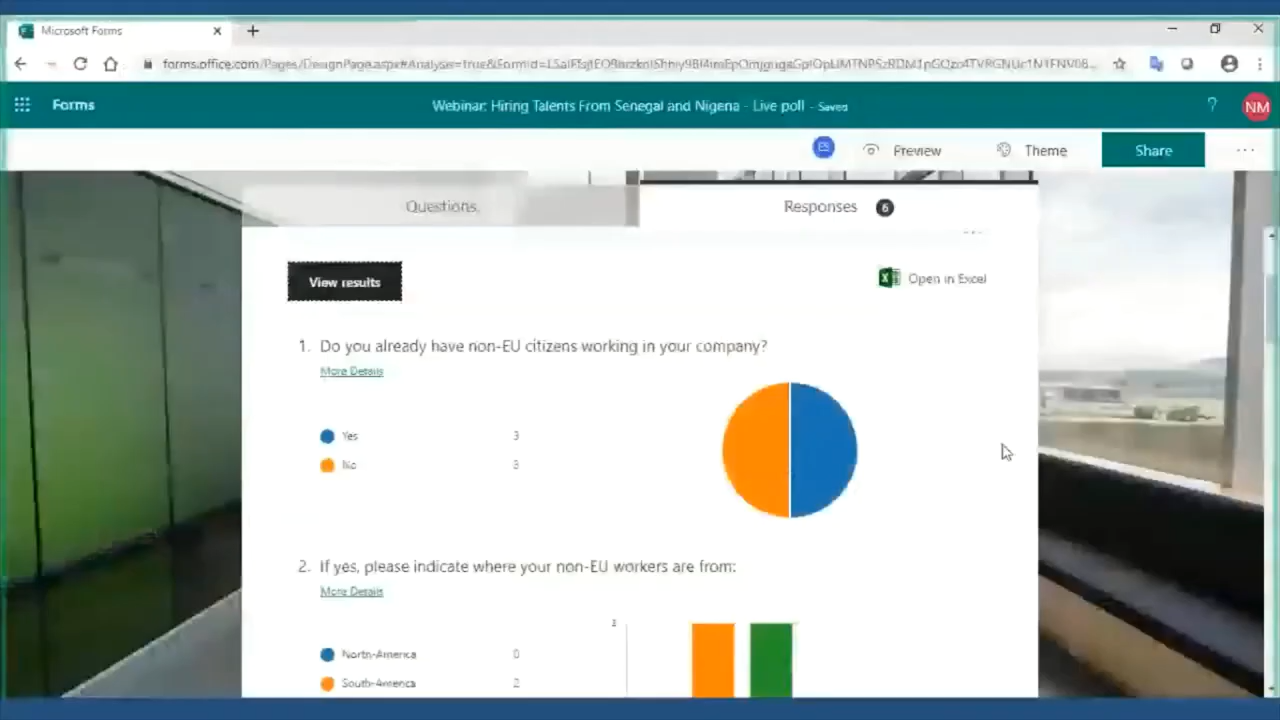 Microsoft Forms
Forms
Webinar: Hiring Talents From Senegal and Nigeria - Live poll - Saved
?
NM
Preview
Theme
Share
...
Questions
Responses
6
View results
Open in Excel
1. Do you already have non-EU citizens working in your company?
More Details
Yes 3
No 3
2. If yes, please indicate where your non-EU workers are from:
More Details
North-America 0
South-America 2